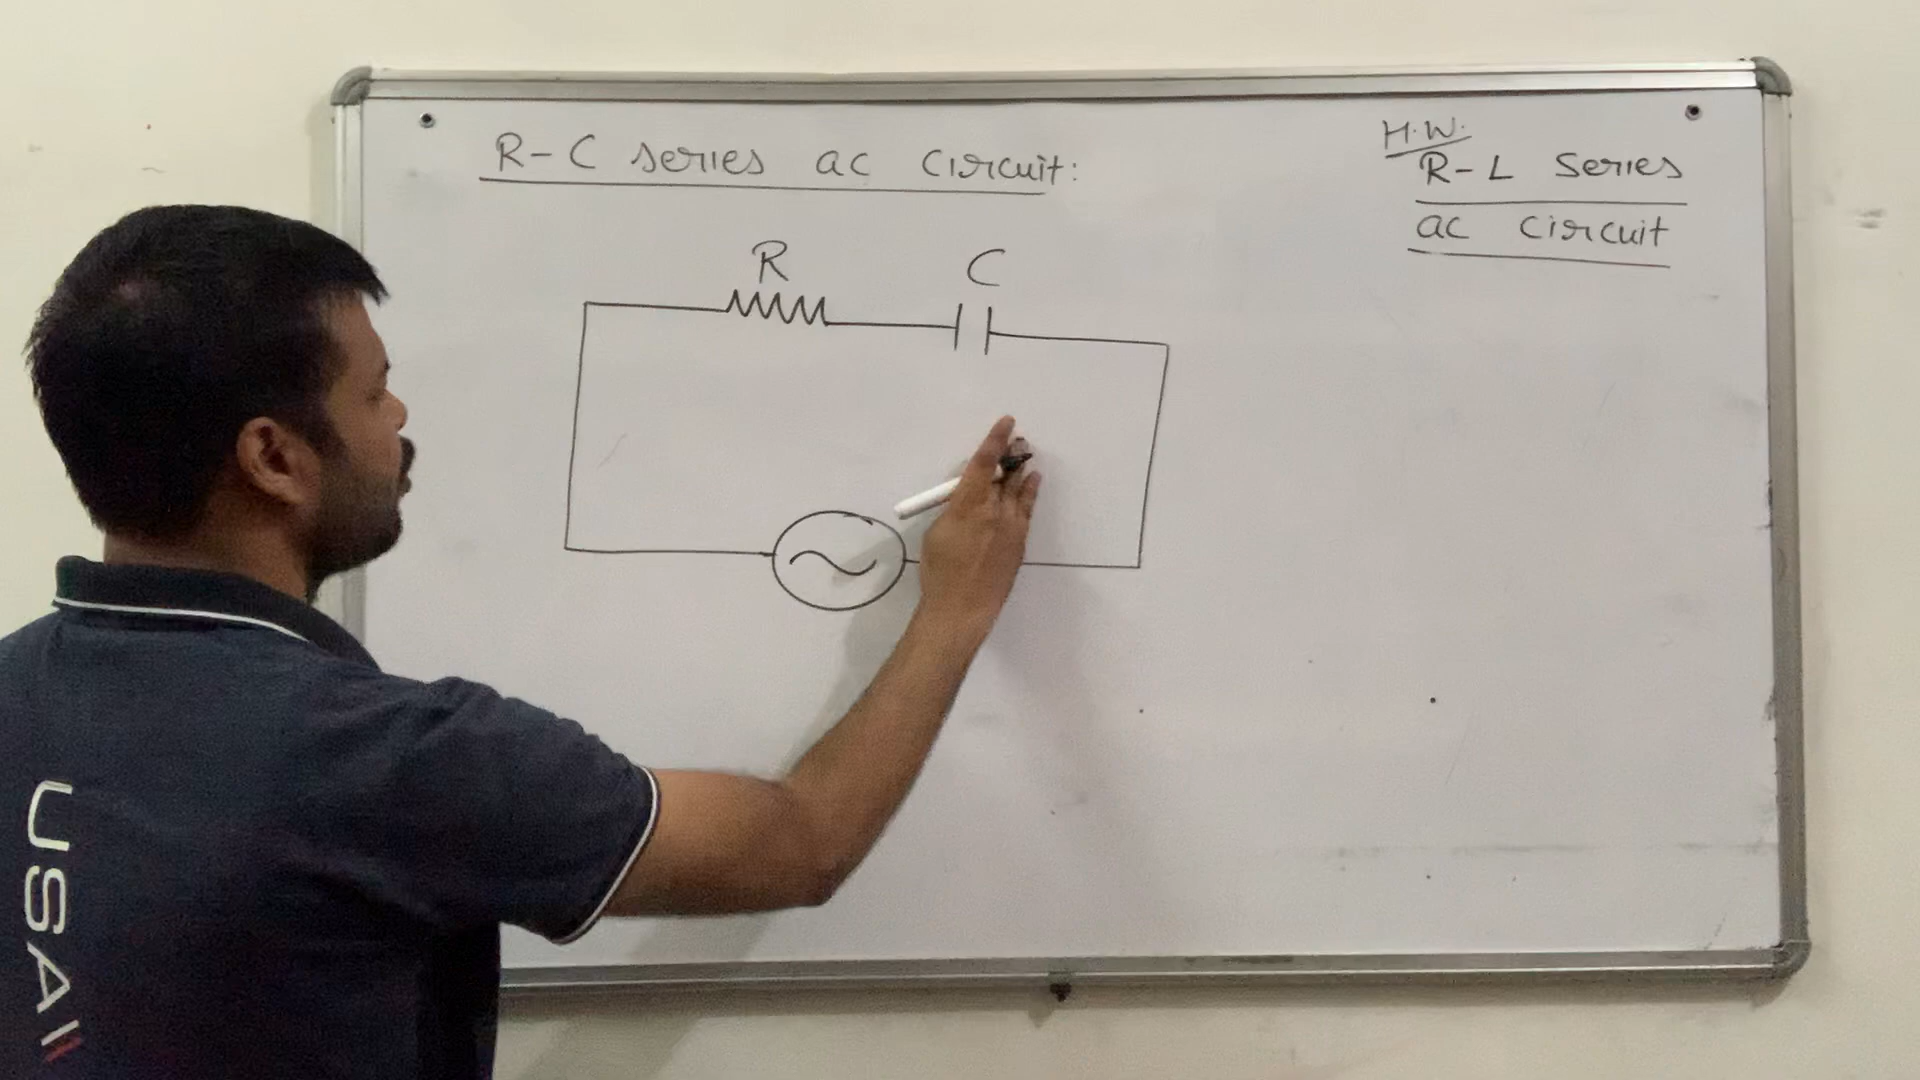 R-C series ac circuit:
H.W.
R-L series
ac circuit
R
C
USA